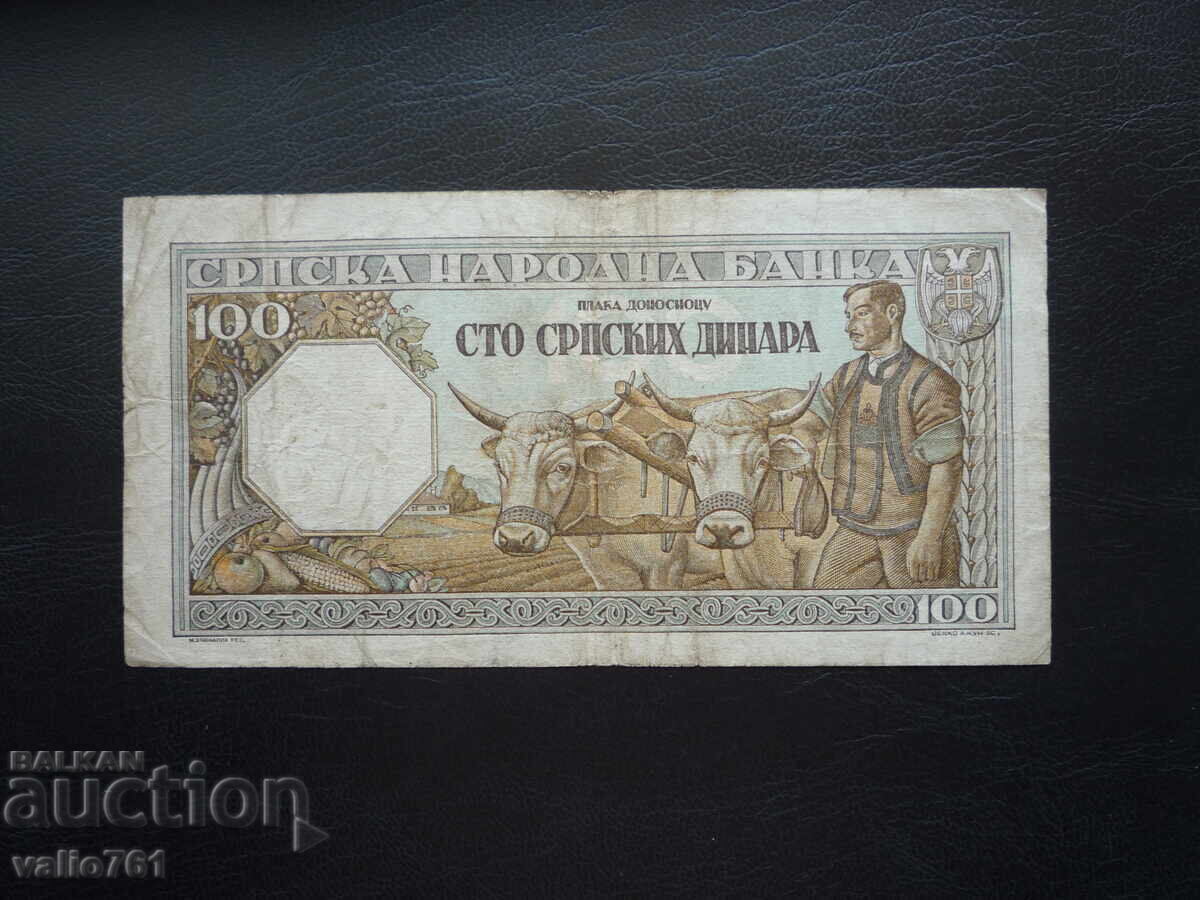 СРПСКА НАРОДНА БАНКА
100
ПЛАЋА ДОНОСИОЦУ
СТО СРПСКИХ ДИНАРА
100
BALKAN
auction
valio761